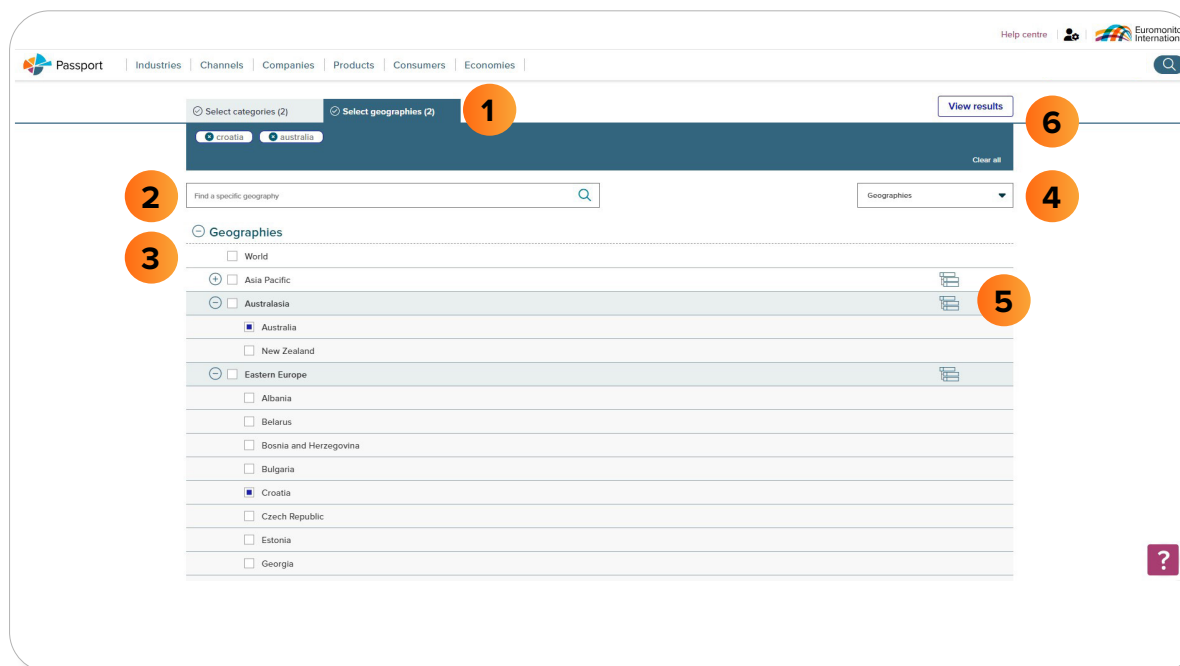 Help centre
Euromonito
Internation
Passport
Industries Channels Companies Products Consumers Economies
Select categories (2)
Select geographies (2)
1
View results
6
croatia australia
Clear all
2
Find a specific geography
Geographies
4
Geographies
3
World
Asia Pacific
5
Australasia
Australia
New Zealand
Eastern Europe
Albania
Belarus
Bosnia and Herzegovina
Bulgaria
Croatia
Czech Republic
Estonia
?
Georgia